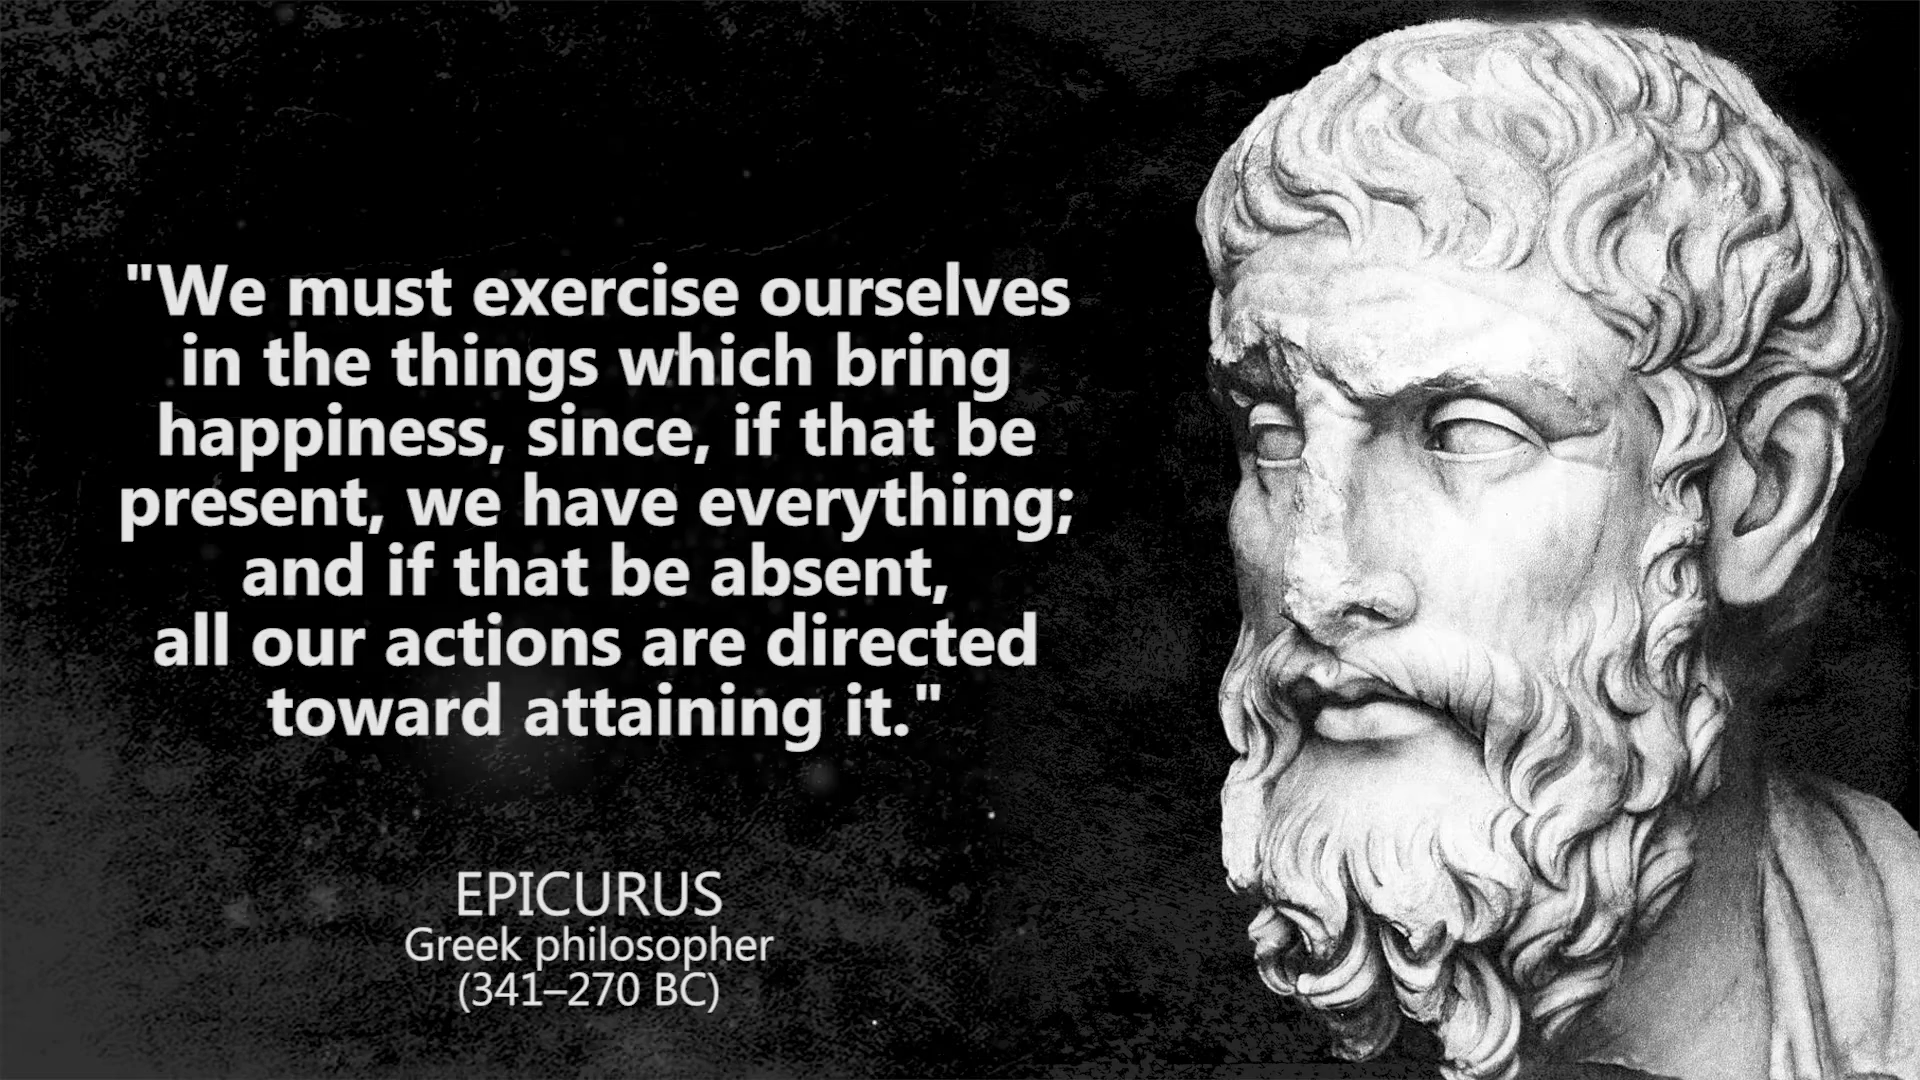 "We must exercise ourselves
in the things which bring
happiness, since, if that be
present, we have everything;
and if that be absent,
all our actions are directed
toward attaining it."
EPICURUS
Greek philosopher
(341–270 BC)